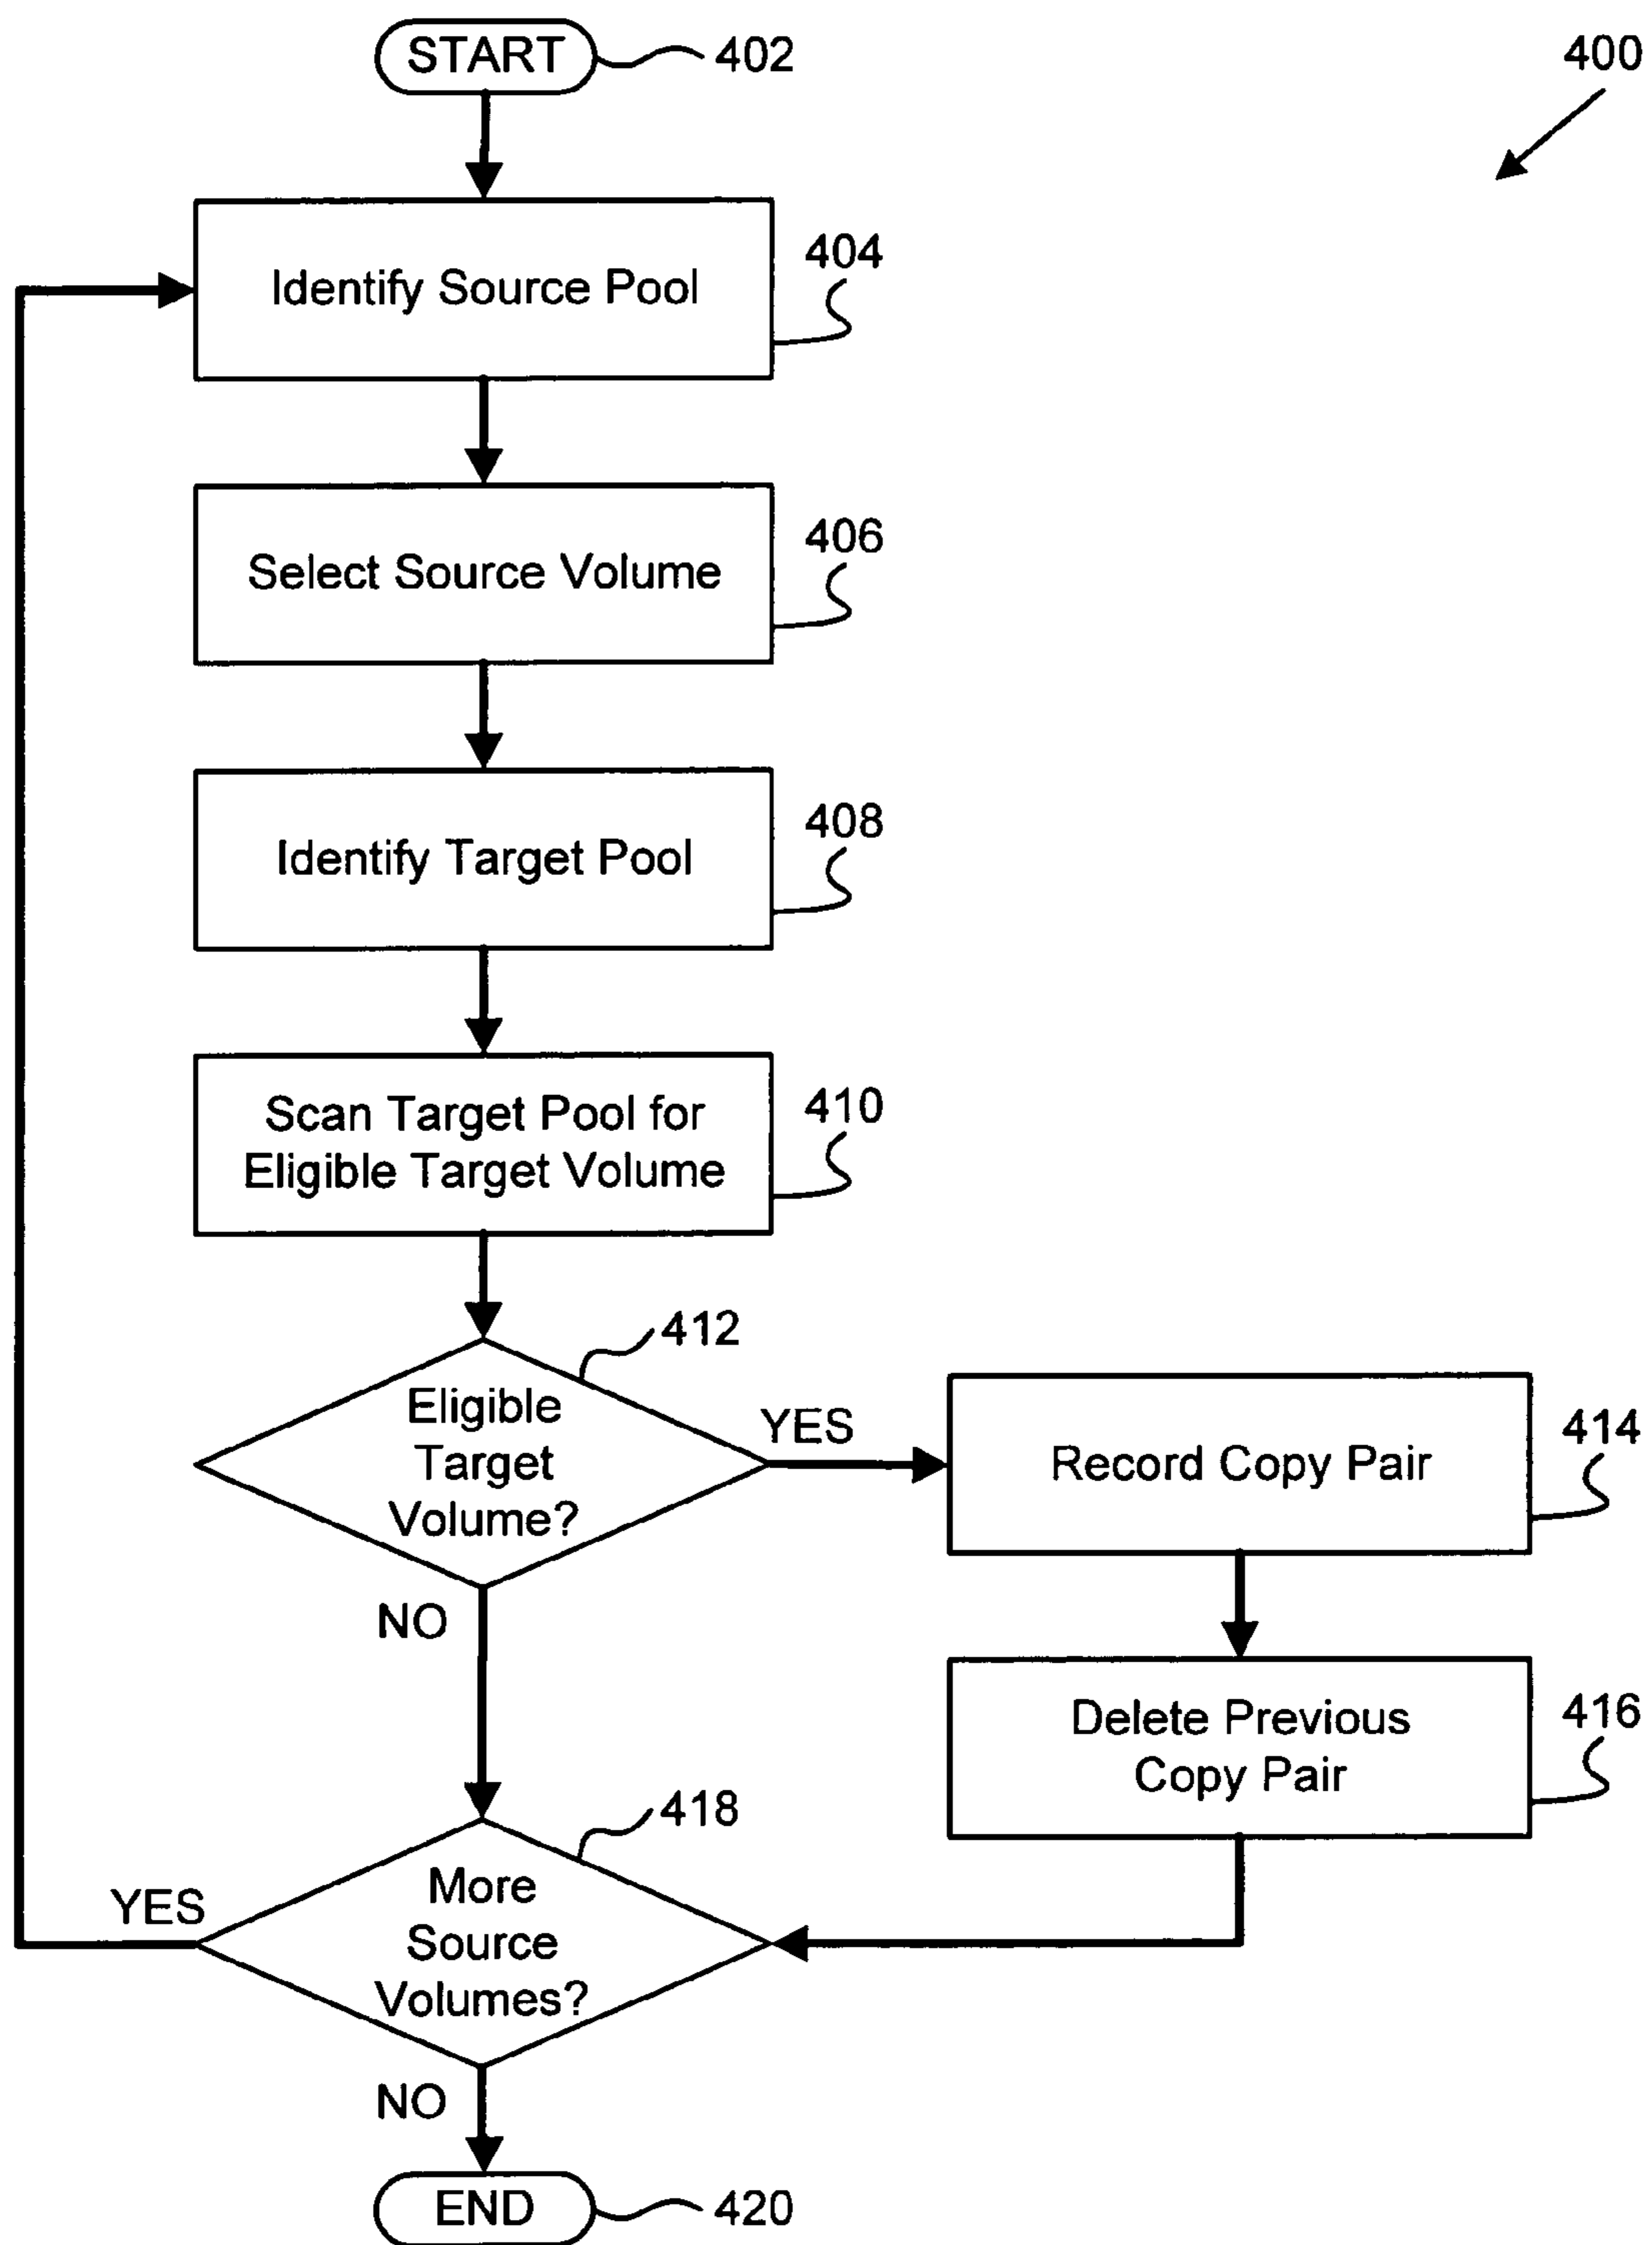 START
402
400
404
Identify Source Pool
406
Select Source Volume
408
Identify Target Pool
410
Scan Target Pool for
Eligible Target Volume
412
Eligible
Target
Volume?
YES
414
Record Copy Pair
NO
416
Delete Previous
Copy Pair
418
More
Source
Volumes?
YES
NO
END
420